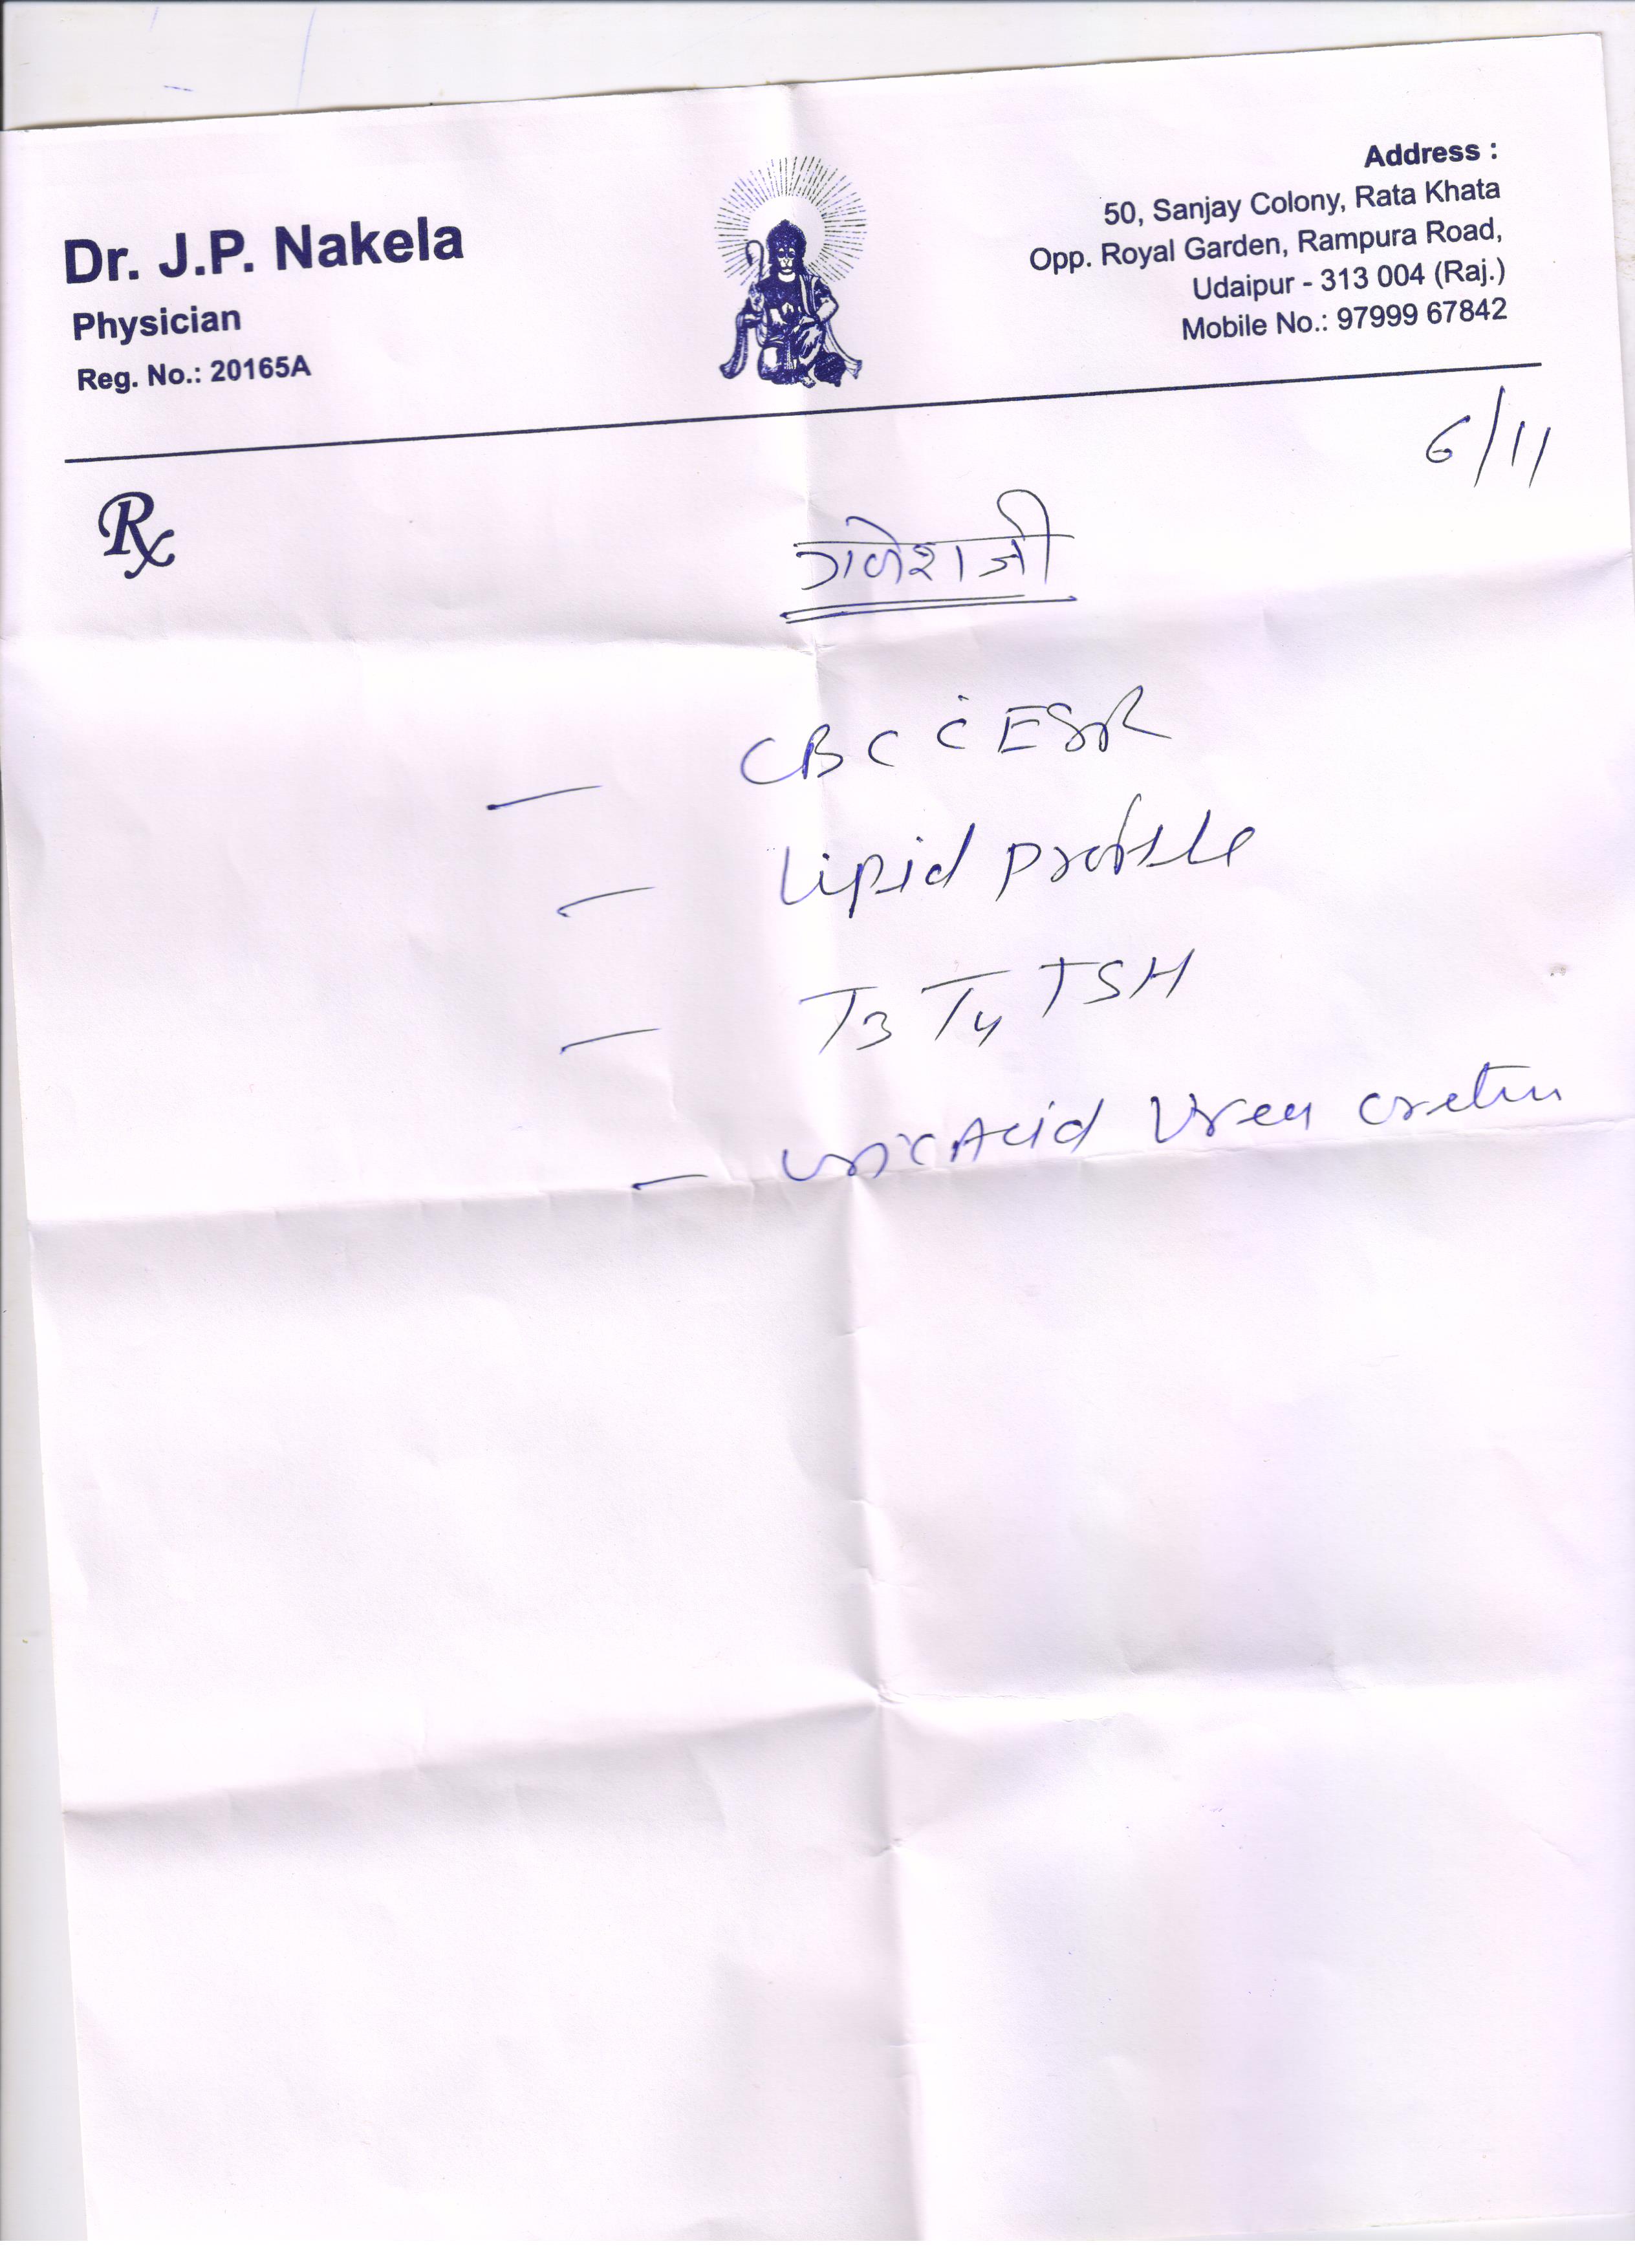 Dr. J.P. Nakela
Physician
Reg. No.: 20165A
Address :
50, Sanjay Colony, Rata Khata
Opp. Royal Garden, Rampura Road,
Udaipur - 313 004 (Raj.)
Mobile No.: 97999 67842
6/11
Rx
गणेशजी
— CBC c̄ ESR
— Lipid profile
— T3 T4 TSH
— uric Acid Urea cretin